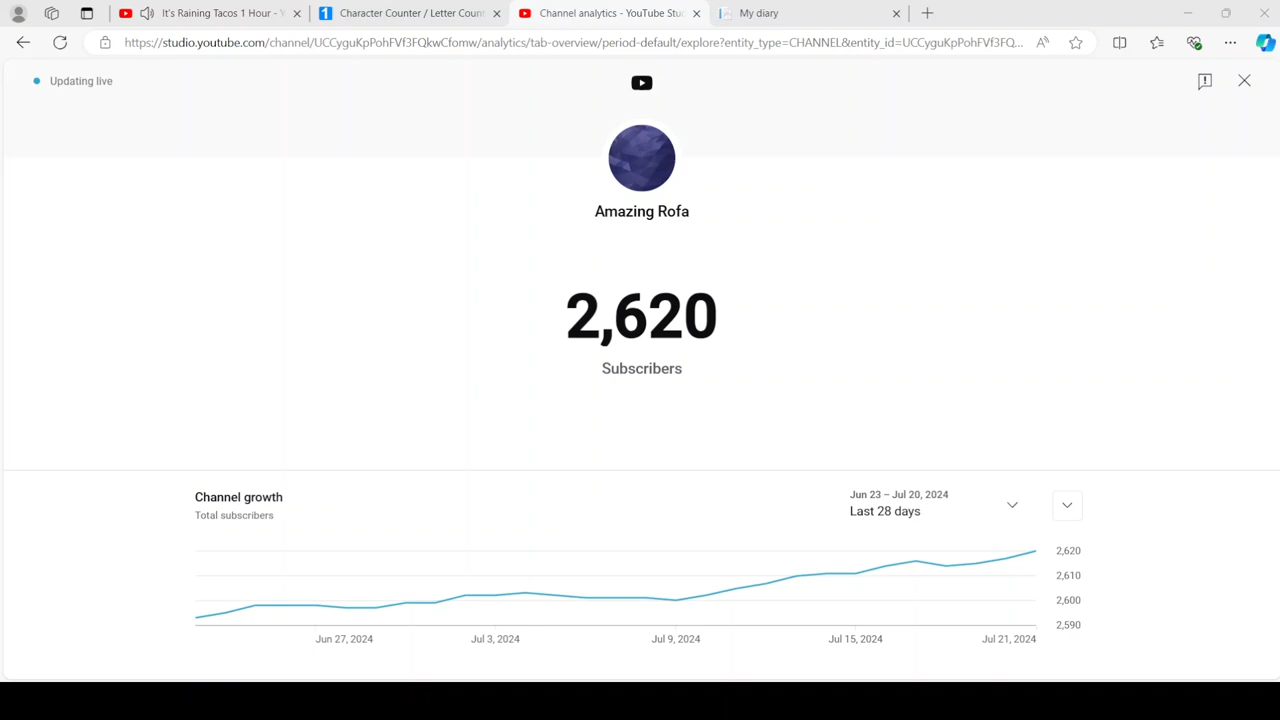 It's Raining Tacos 1 Hour - Y
Character Counter / Letter Count
Channel analytics - YouTube Stu
My diary
https://studio.youtube.com/channel/UCCyguKpPohFVf3FQkwCfomw/analytics/tab-overview/period-default/explore?entity_type=CHANNEL&entity_id=UCCyguKpPohFVf3FQ...
Updating live
Amazing Rofa
2,620
Subscribers
Channel growth
Total subscribers
Jun 23 – Jul 20, 2024
Last 28 days
2,620
2,610
2,600
2,590
Jun 27, 2024
Jul 3, 2024
Jul 9, 2024
Jul 15, 2024
Jul 21, 2024